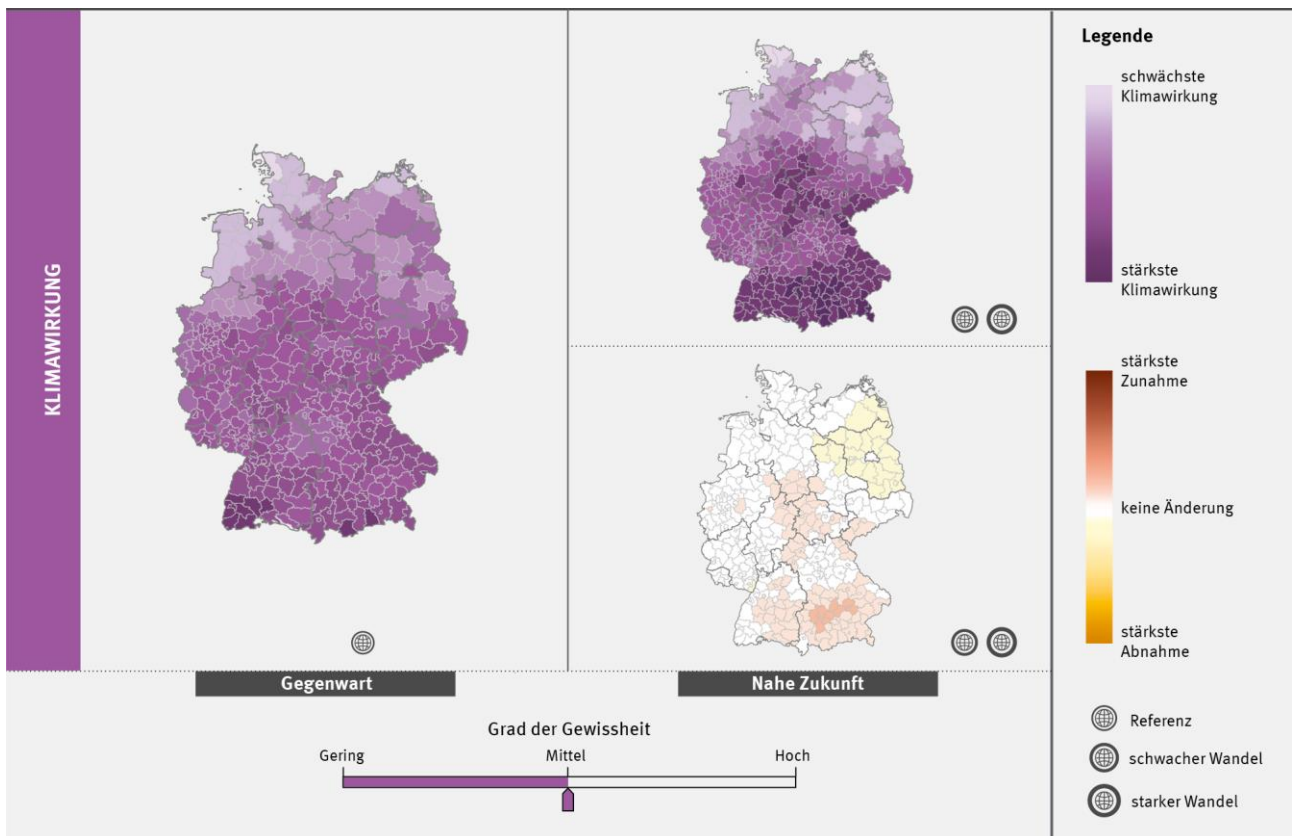 KLIMAWIRKUNG
Gegenwart
Nahe Zukunft
Grad der Gewissheit
Gering
Mittel
Hoch
Legende
schwächste
Klimawirkung
stärkste
Klimawirkung
stärkste
Zunahme
keine Änderung
stärkste
Abnahme
Referenz
schwacher Wandel
starker Wandel